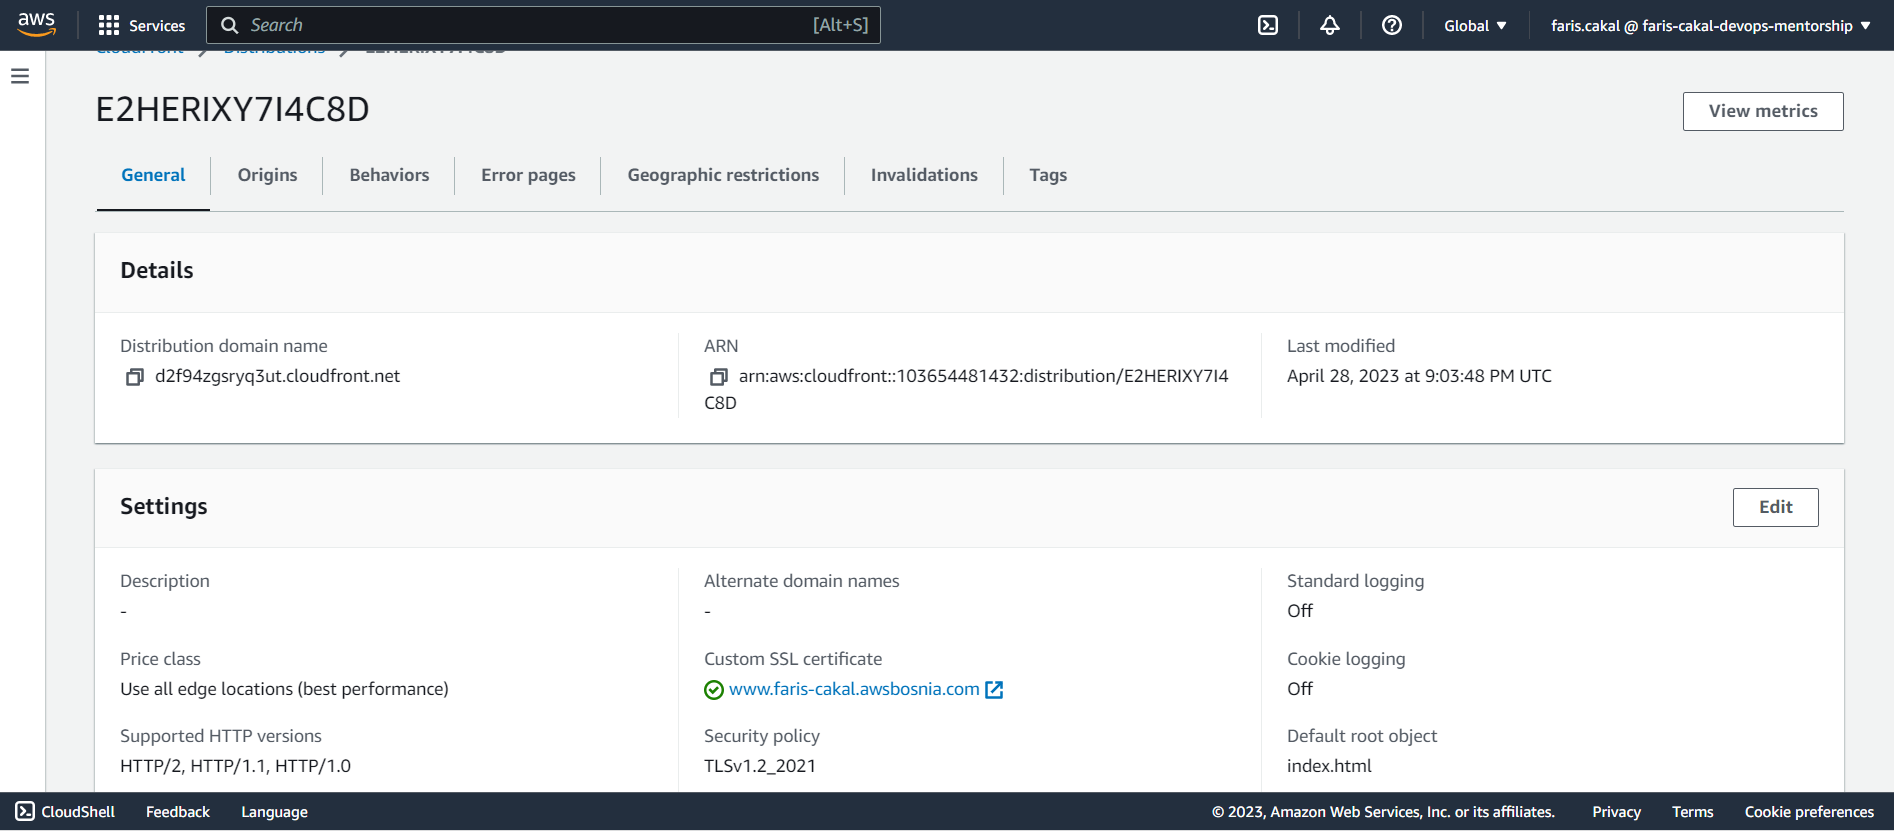 aws Services Search [Alt+S] Global faris.cakal @ faris-cakal-devops-mentorship
CloudFront Distributions E2HERIXY7I4C8D
E2HERIXY7I4C8D
View metrics
General Origins Behaviors Error pages Geographic restrictions Invalidations Tags
Details
Distribution domain name
d2f94zgsryq3ut.cloudfront.net
ARN
arn:aws:cloudfront::103654481432:distribution/E2HERIXY7I4
C8D
Last modified
April 28, 2023 at 9:03:48 PM UTC
Settings
Edit
Description
-
Alternate domain names
-
Standard logging
Off
Price class
Use all edge locations (best performance)
Custom SSL certificate
www.faris-cakal.awsbosnia.com
Cookie logging
Off
Supported HTTP versions
HTTP/2, HTTP/1.1, HTTP/1.0
Security policy
TLSv1.2_2021
Default root object
index.html
CloudShell Feedback Language © 2023, Amazon Web Services, Inc. or its affiliates. Privacy Terms Cookie preferences